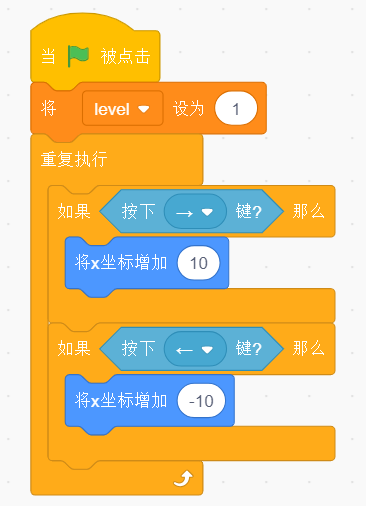 当 被点击
将 level 设为 1
重复执行
如果 按下 → 键? 那么
将x坐标增加 10
如果 按下 ← 键? 那么
将x坐标增加 -10